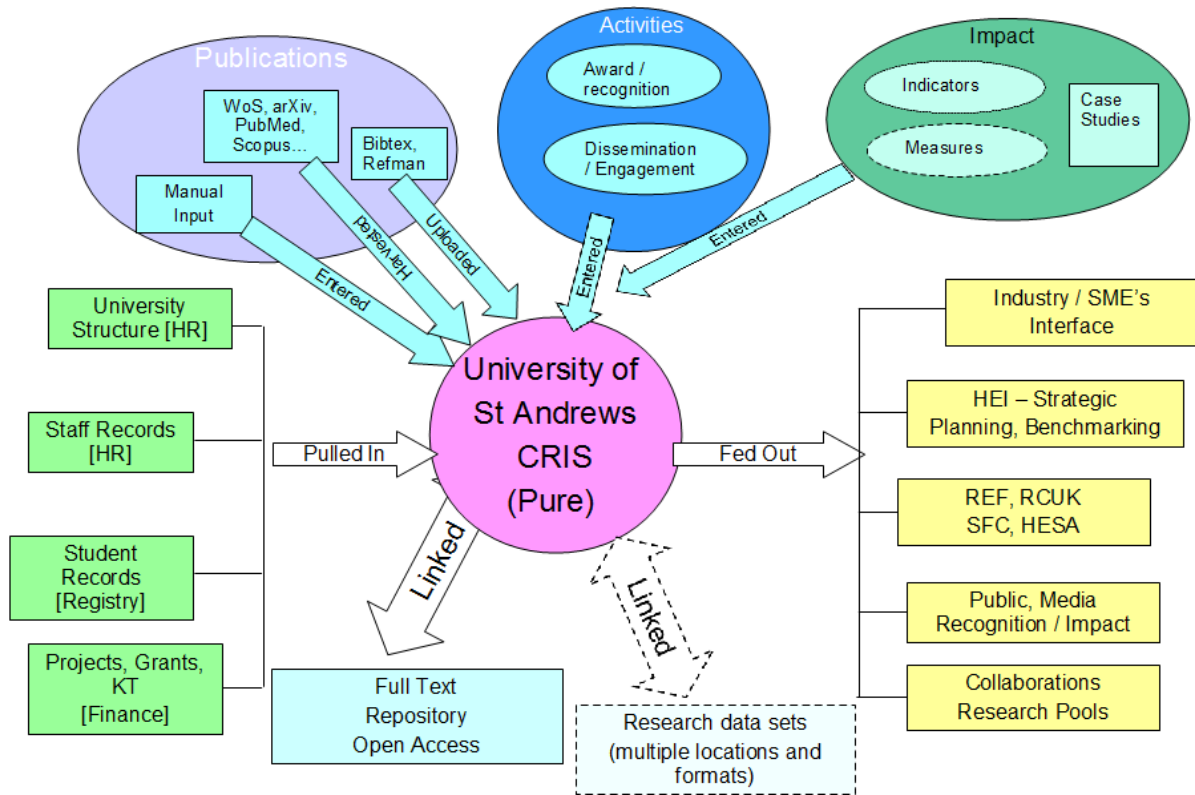 Publications
WoS, arXiv,
PubMed,
Scopus...
Bibtex,
Refman
Manual
Input
Entered
Harvested
Uploaded
Activities
Award /
recognition
Dissemination
/ Engagement
Entered
Impact
Indicators
Measures
Case
Studies
Entered
University
Structure [HR]
Staff Records
[HR]
Student
Records
[Registry]
Projects, Grants,
KT
[Finance]
Pulled In
University of
St Andrews
CRIS
(Pure)
Fed Out
Industry / SME's
Interface
HEI – Strategic
Planning, Benchmarking
REF, RCUK
SFC, HESA
Public, Media
Recognition / Impact
Collaborations
Research Pools
Linked
Full Text
Repository
Open Access
Linked
Research data sets
(multiple locations and
formats)